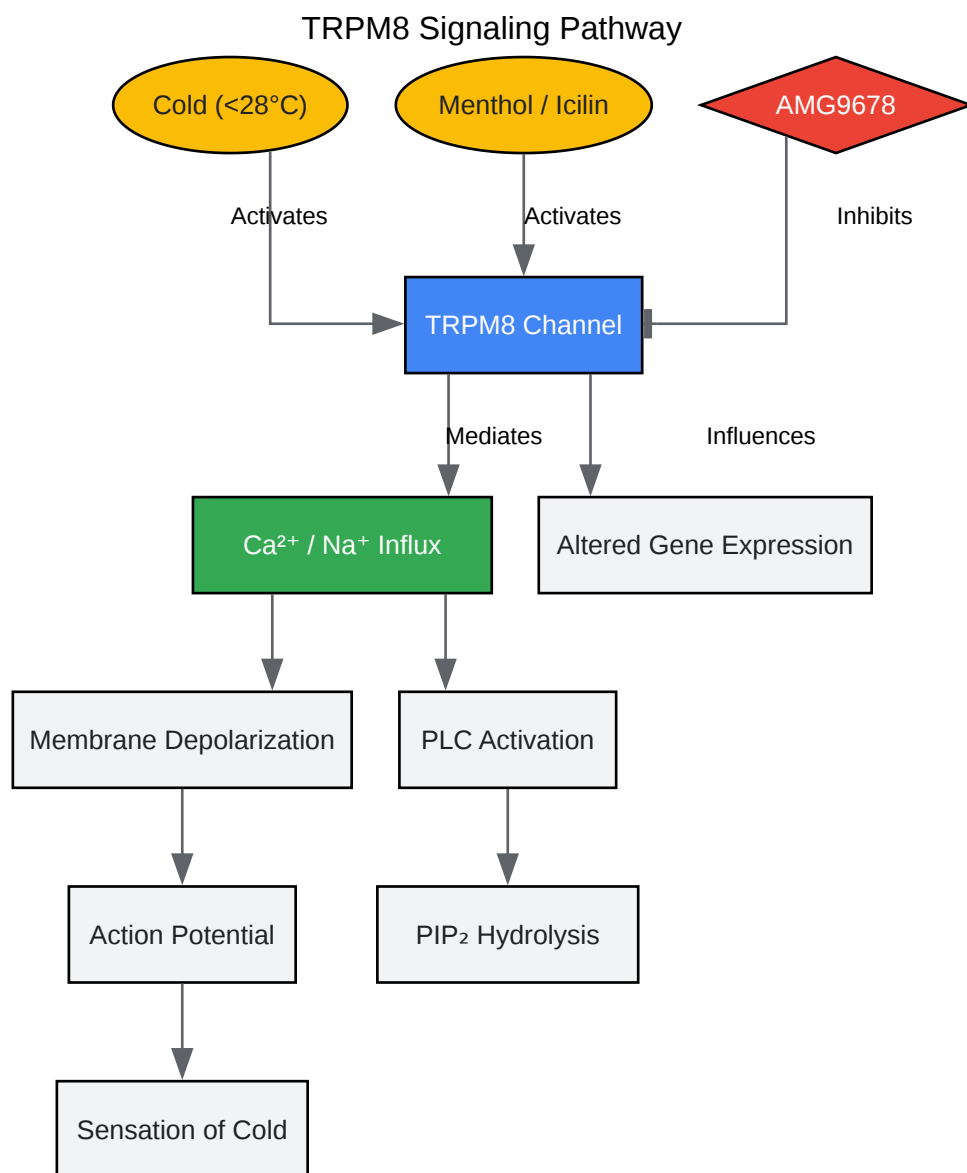 TRPM8 Signaling Pathway
Cold (<28°C)
Menthol / Icilin
AMG9678
Activates
Activates
Inhibits
TRPM8 Channel
Mediates
Influences
Ca²⁺ / Na⁺ Influx
Altered Gene Expression
Membrane Depolarization
PLC Activation
Action Potential
PIP₂ Hydrolysis
Sensation of Cold